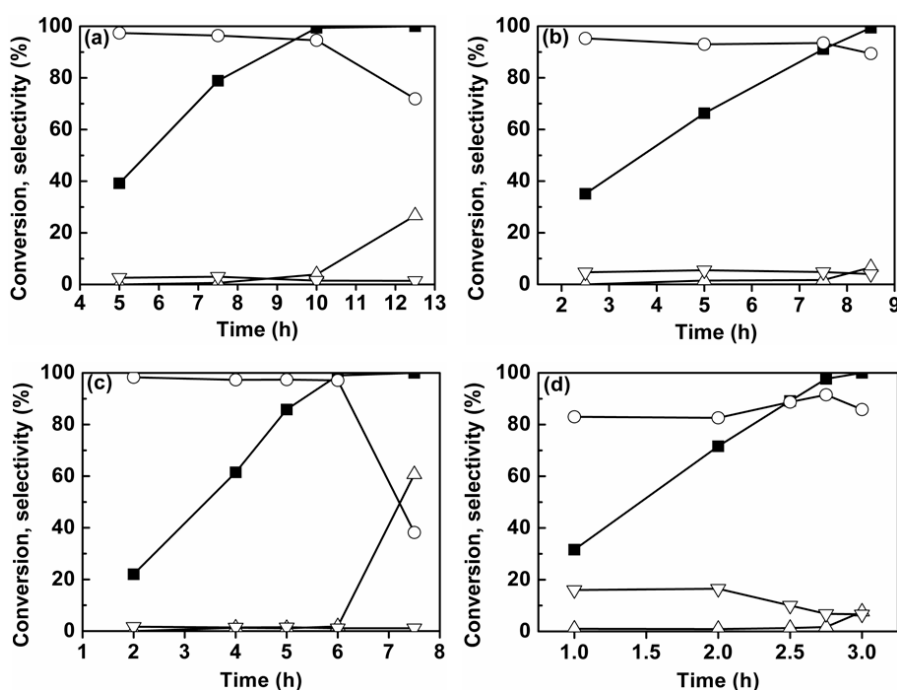 (a)
Conversion, selectivity (%)
100
80
60
40
20
0
4 5 6 7 8 9 10 11 12 13
Time (h)
(b)
Conversion, selectivity (%)
100
80
60
40
20
0
2 3 4 5 6 7 8 9
Time (h)
(c)
Conversion, selectivity (%)
100
80
60
40
20
0
1 2 3 4 5 6 7 8
Time (h)
(d)
Conversion, selectivity (%)
100
80
60
40
20
0
1.0 1.5 2.0 2.5 3.0
Time (h)